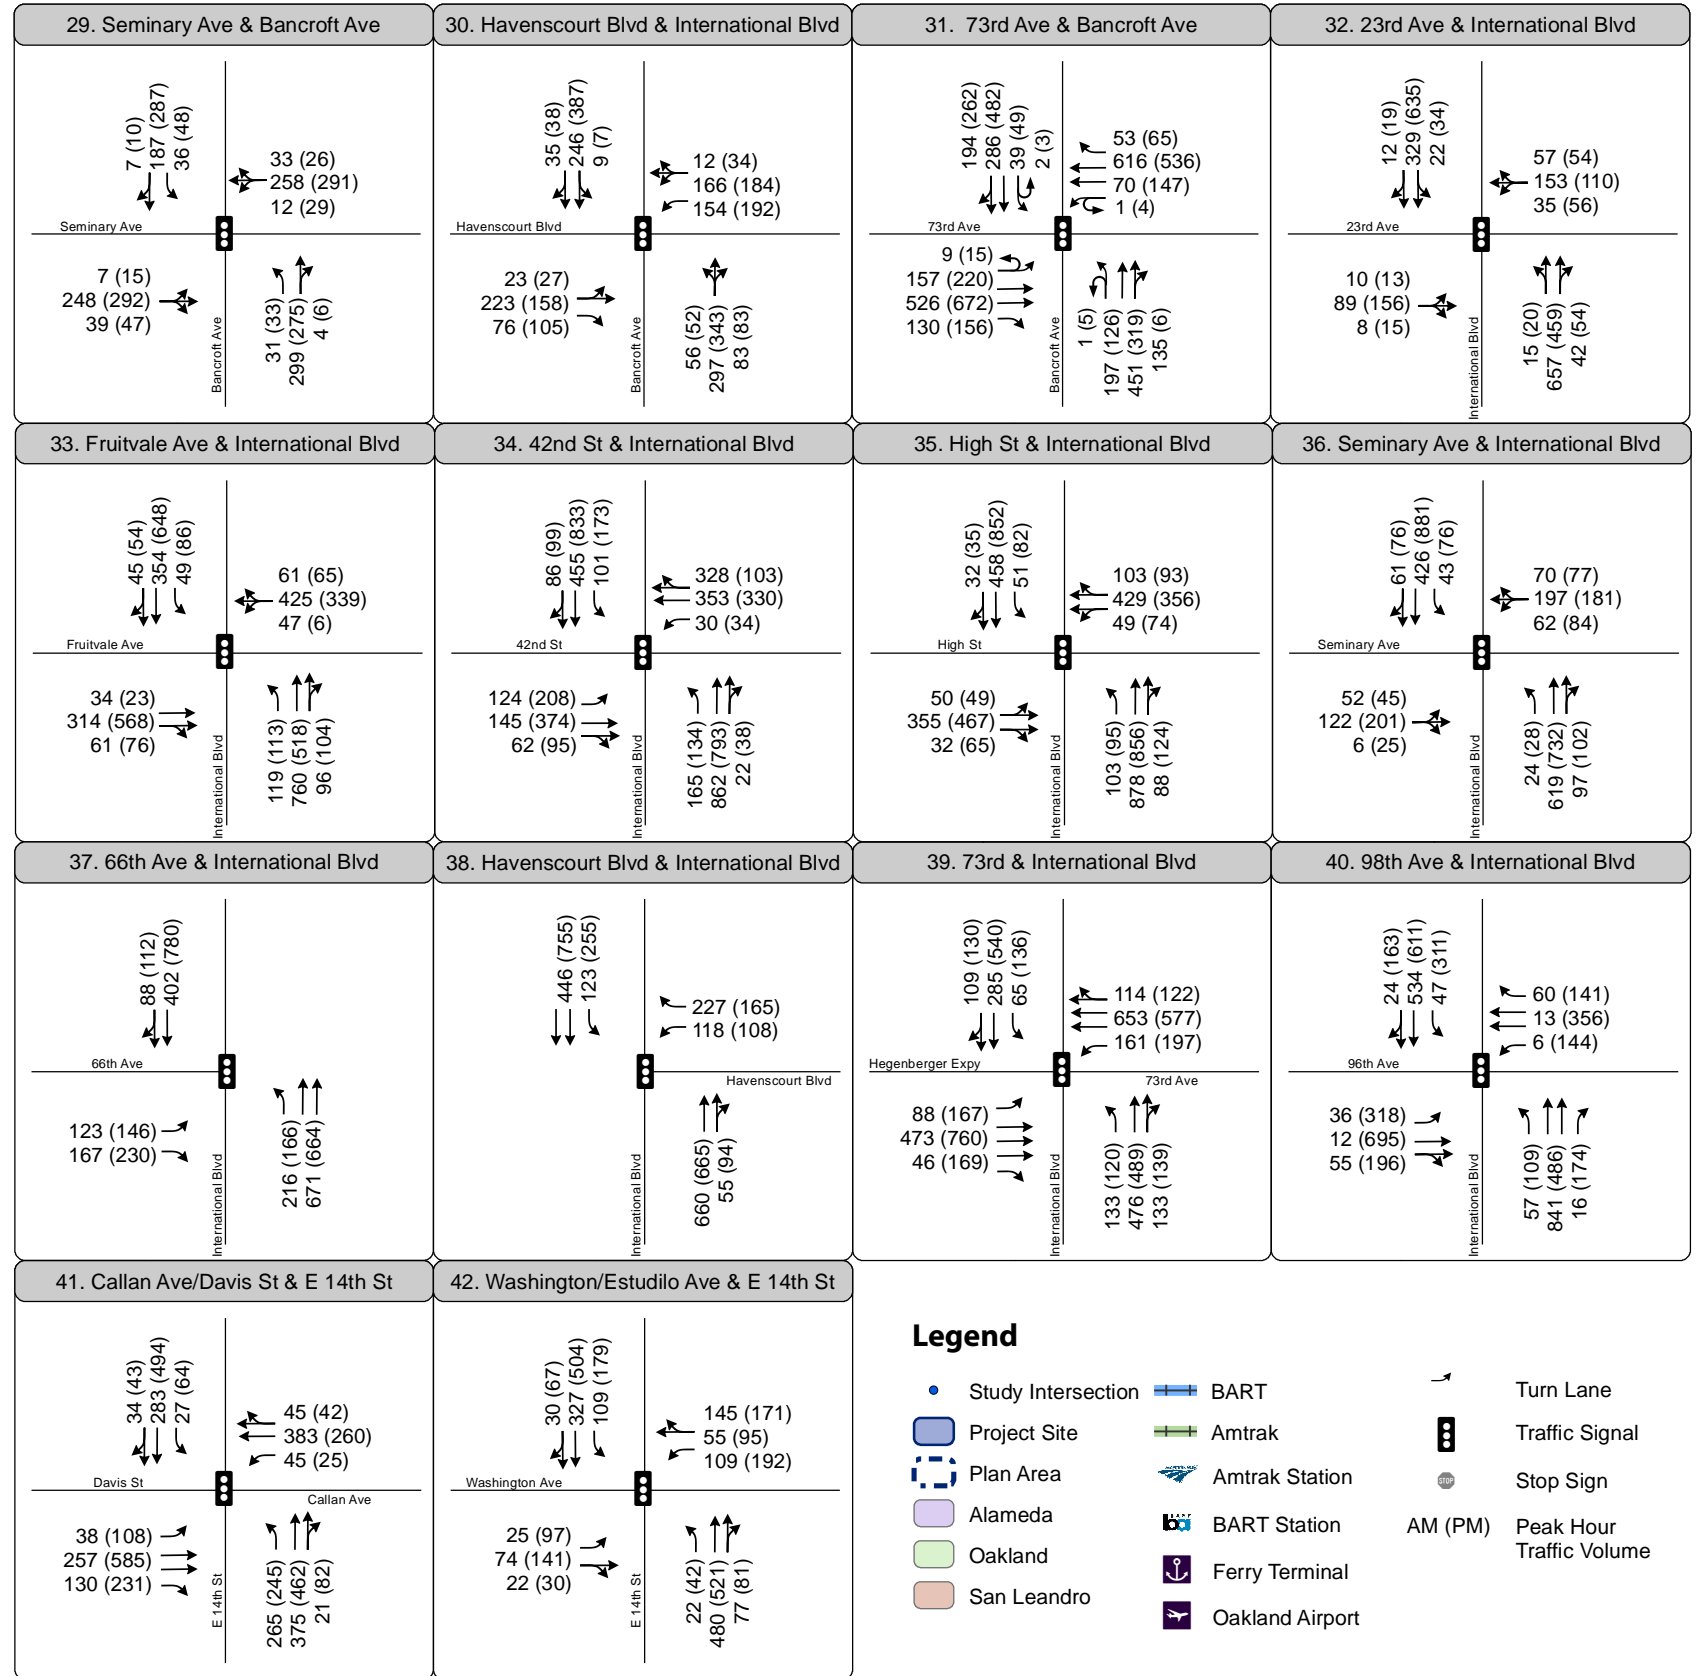 29. Seminary Ave & Bancroft Ave
7 (10)
187 (287)
36 (48)
33 (26)
258 (291)
12 (29)
Seminary Ave
7 (15)
248 (292)
39 (47)
Bancroft Ave
31 (33)
299 (275)
4 (6)
30. Havenscourt Blvd & International Blvd
35 (38)
246 (387)
9 (7)
12 (34)
166 (184)
154 (192)
Havenscourt Blvd
23 (27)
223 (158)
76 (105)
Bancroft Ave
56 (52)
297 (343)
83 (83)
31. 73rd Ave & Bancroft Ave
194 (262)
286 (482)
39 (49)
2 (3)
53 (65)
616 (536)
70 (147)
1 (4)
73rd Ave
9 (15)
157 (220)
526 (672)
130 (156)
Bancroft Ave
1 (5)
197 (126)
451 (319)
135 (6)
32. 23rd Ave & International Blvd
12 (19)
329 (635)
22 (34)
57 (54)
153 (110)
35 (56)
23rd Ave
10 (13)
89 (156)
8 (15)
International Blvd
15 (20)
657 (459)
42 (54)
33. Fruitvale Ave & International Blvd
45 (54)
354 (648)
49 (86)
61 (65)
425 (339)
47 (6)
Fruitvale Ave
34 (23)
314 (568)
61 (76)
International Blvd
119 (113)
760 (518)
96 (104)
34. 42nd St & International Blvd
86 (99)
455 (833)
101 (173)
328 (103)
353 (330)
30 (34)
42nd St
124 (208)
145 (374)
62 (95)
International Blvd
165 (134)
862 (793)
22 (38)
35. High St & International Blvd
32 (35)
458 (852)
51 (82)
103 (93)
429 (356)
49 (74)
High St
50 (49)
355 (467)
32 (65)
International Blvd
103 (95)
878 (856)
88 (124)
36. Seminary Ave & International Blvd
61 (76)
426 (881)
43 (76)
70 (77)
197 (181)
62 (84)
Seminary Ave
52 (45)
122 (201)
6 (25)
International Blvd
24 (28)
619 (732)
97 (102)
37. 66th Ave & International Blvd
88 (112)
402 (780)
66th Ave
123 (146)
167 (230)
International Blvd
216 (166)
671 (664)
38. Havenscourt Blvd & International Blvd
446 (755)
123 (255)
227 (165)
118 (108)
Havenscourt Blvd
International Blvd
660 (665)
55 (94)
39. 73rd & International Blvd
109 (130)
285 (540)
65 (136)
114 (122)
653 (577)
161 (197)
Hegenberger Expy
73rd Ave
88 (167)
473 (760)
46 (169)
International Blvd
133 (120)
476 (489)
133 (139)
40. 98th Ave & International Blvd
24 (163)
534 (611)
47 (311)
60 (141)
13 (356)
6 (144)
96th Ave
36 (318)
12 (695)
55 (196)
International Blvd
57 (109)
841 (486)
16 (174)
41. Callan Ave/Davis St & E 14th St
34 (43)
283 (494)
27 (64)
45 (42)
383 (260)
45 (25)
Davis St
Callan Ave
38 (108)
257 (585)
130 (231)
E 14th St
265 (245)
375 (462)
21 (82)
42. Washington/Estudilo Ave & E 14th St
30 (67)
327 (504)
109 (179)
145 (171)
55 (95)
109 (192)
Washington Ave
25 (97)
74 (141)
22 (30)
E 14th St
22 (42)
480 (521)
77 (81)
Legend
Study Intersection
Project Site
Plan Area
Alameda
Oakland
San Leandro
BART
Amtrak
Amtrak Station
BART Station
Ferry Terminal
Oakland Airport
Turn Lane
Traffic Signal
STOP
Stop Sign
AM (PM)
Peak Hour
Traffic Volume